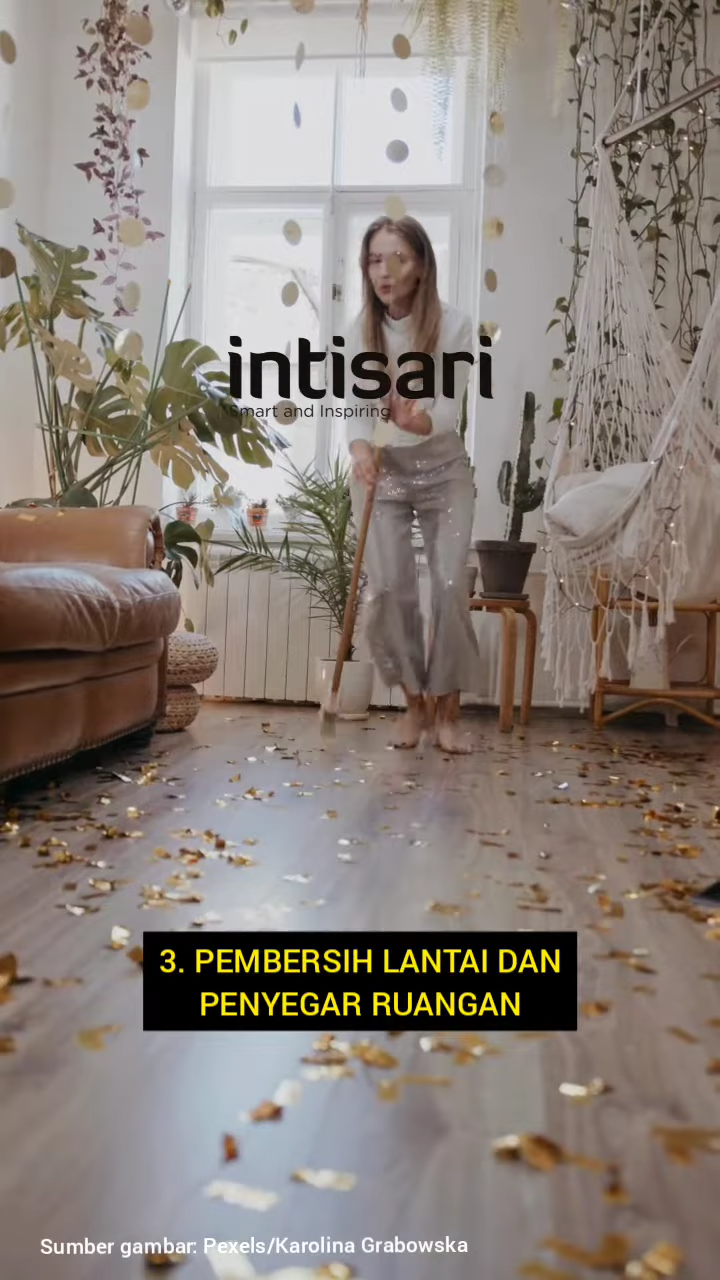 intisari
Smart and Inspiring
3. PEMBERSIH LANTAI DAN
PENYEGAR RUANGAN
Sumber gambar: Pexels/Karolina Grabowska